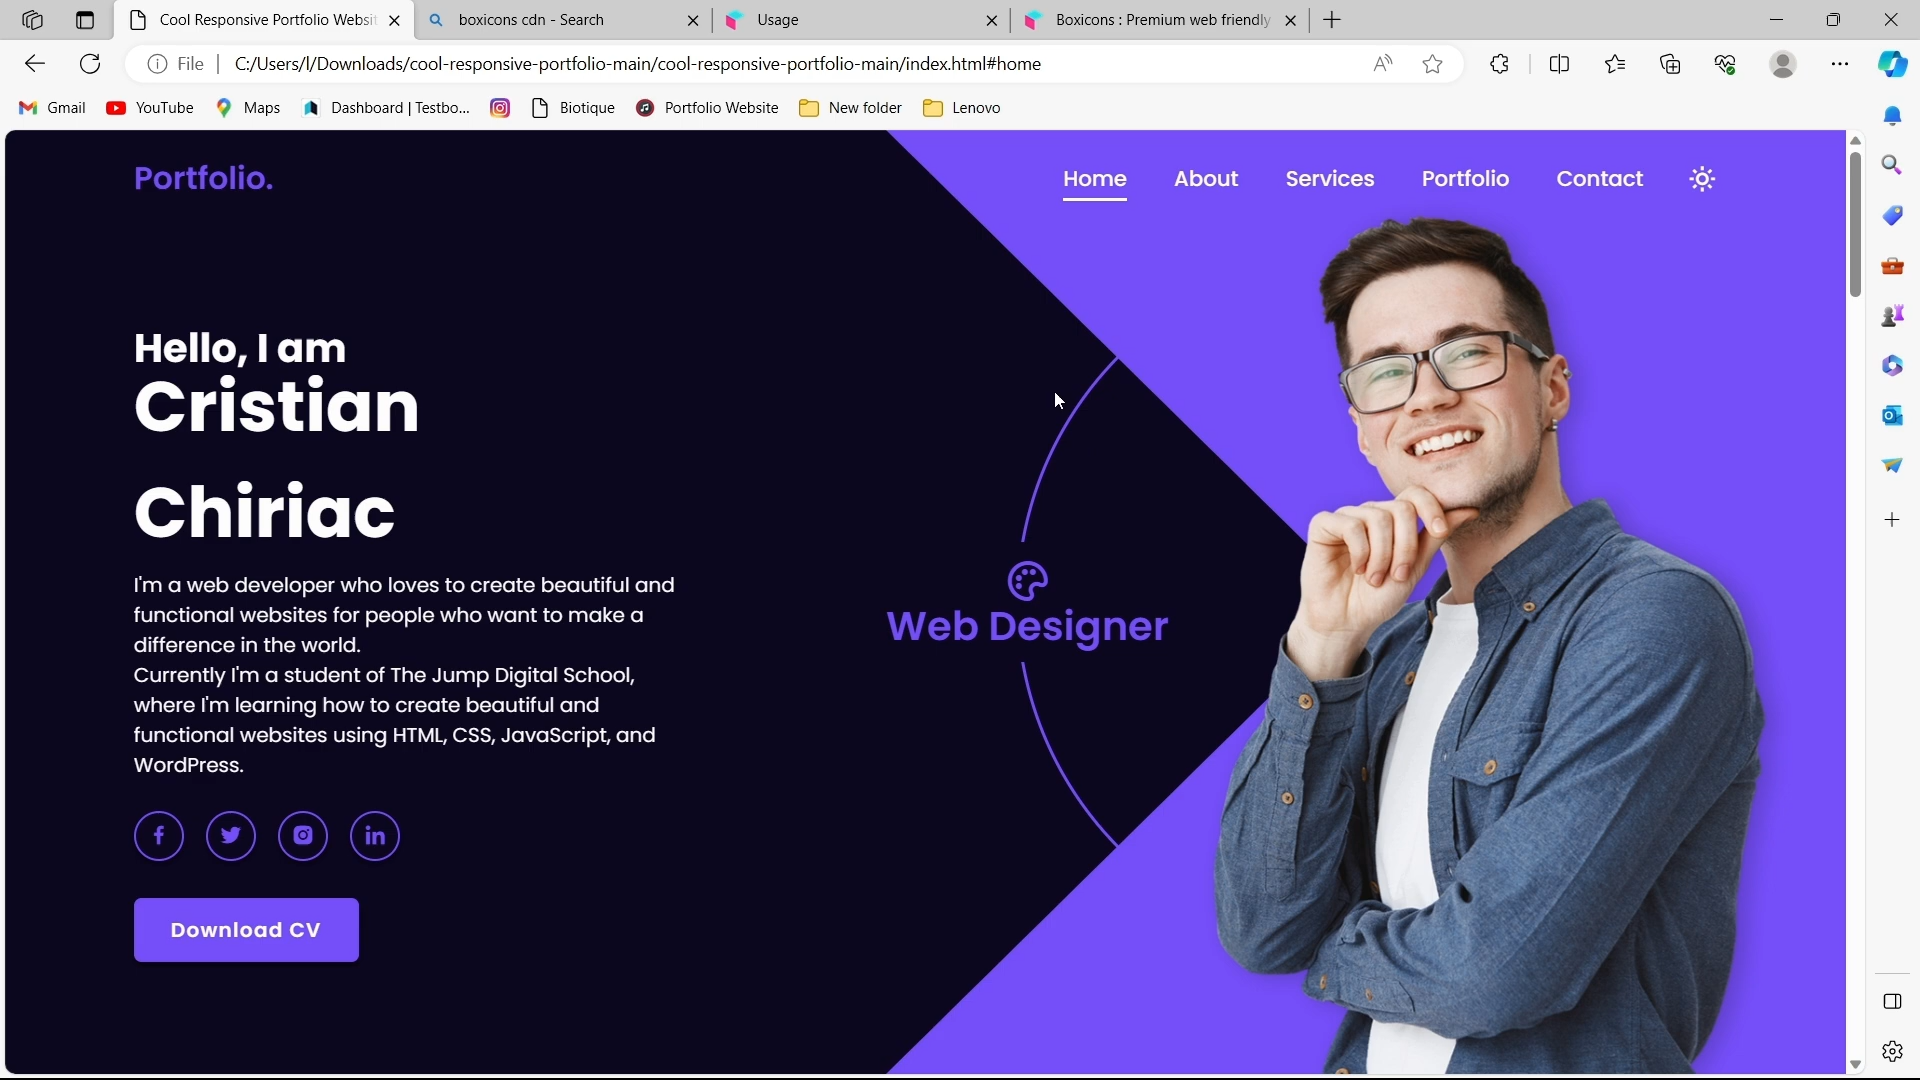 Cool Responsive Portfolio Websit
boxicons cdn - Search
Usage
Boxicons : Premium web friendly
File
C:/Users/I/Downloads/cool-responsive-portfolio-main/cool-responsive-portfolio-main/index.html#home
Gmail
YouTube
Maps
Dashboard | Testbo...
Biotique
Portfolio Website
New folder
Lenovo
Portfolio.
Home
About
Services
Portfolio
Contact
Hello, I am
Cristian
Chiriac
I'm a web developer who loves to create beautiful and
functional websites for people who want to make a
difference in the world.
Currently I'm a student of The Jump Digital School,
where I'm learning how to create beautiful and
functional websites using HTML, CSS, JavaScript, and
WordPress.
Web Designer
Download CV